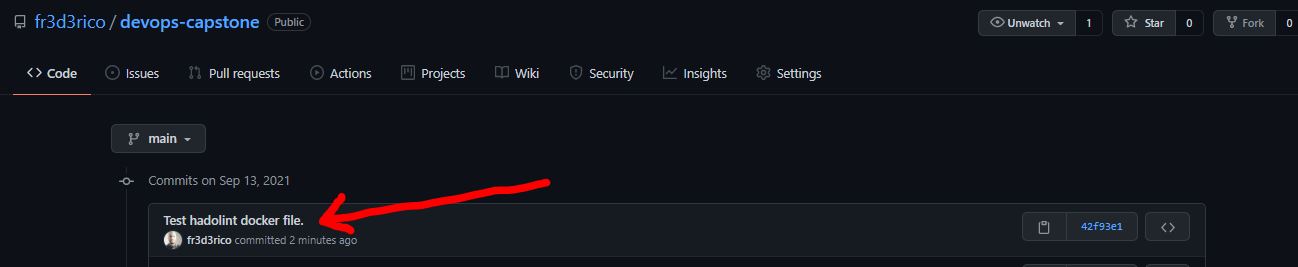 fr3d3rico / devops-capstone Public
Unwatch 1 Star 0 Fork 0
Code Issues Pull requests Actions Projects Wiki Security Insights Settings
main
Commits on Sep 13, 2021
Test hadolint docker file.
42f93e1
fr3d3rico committed 2 minutes ago